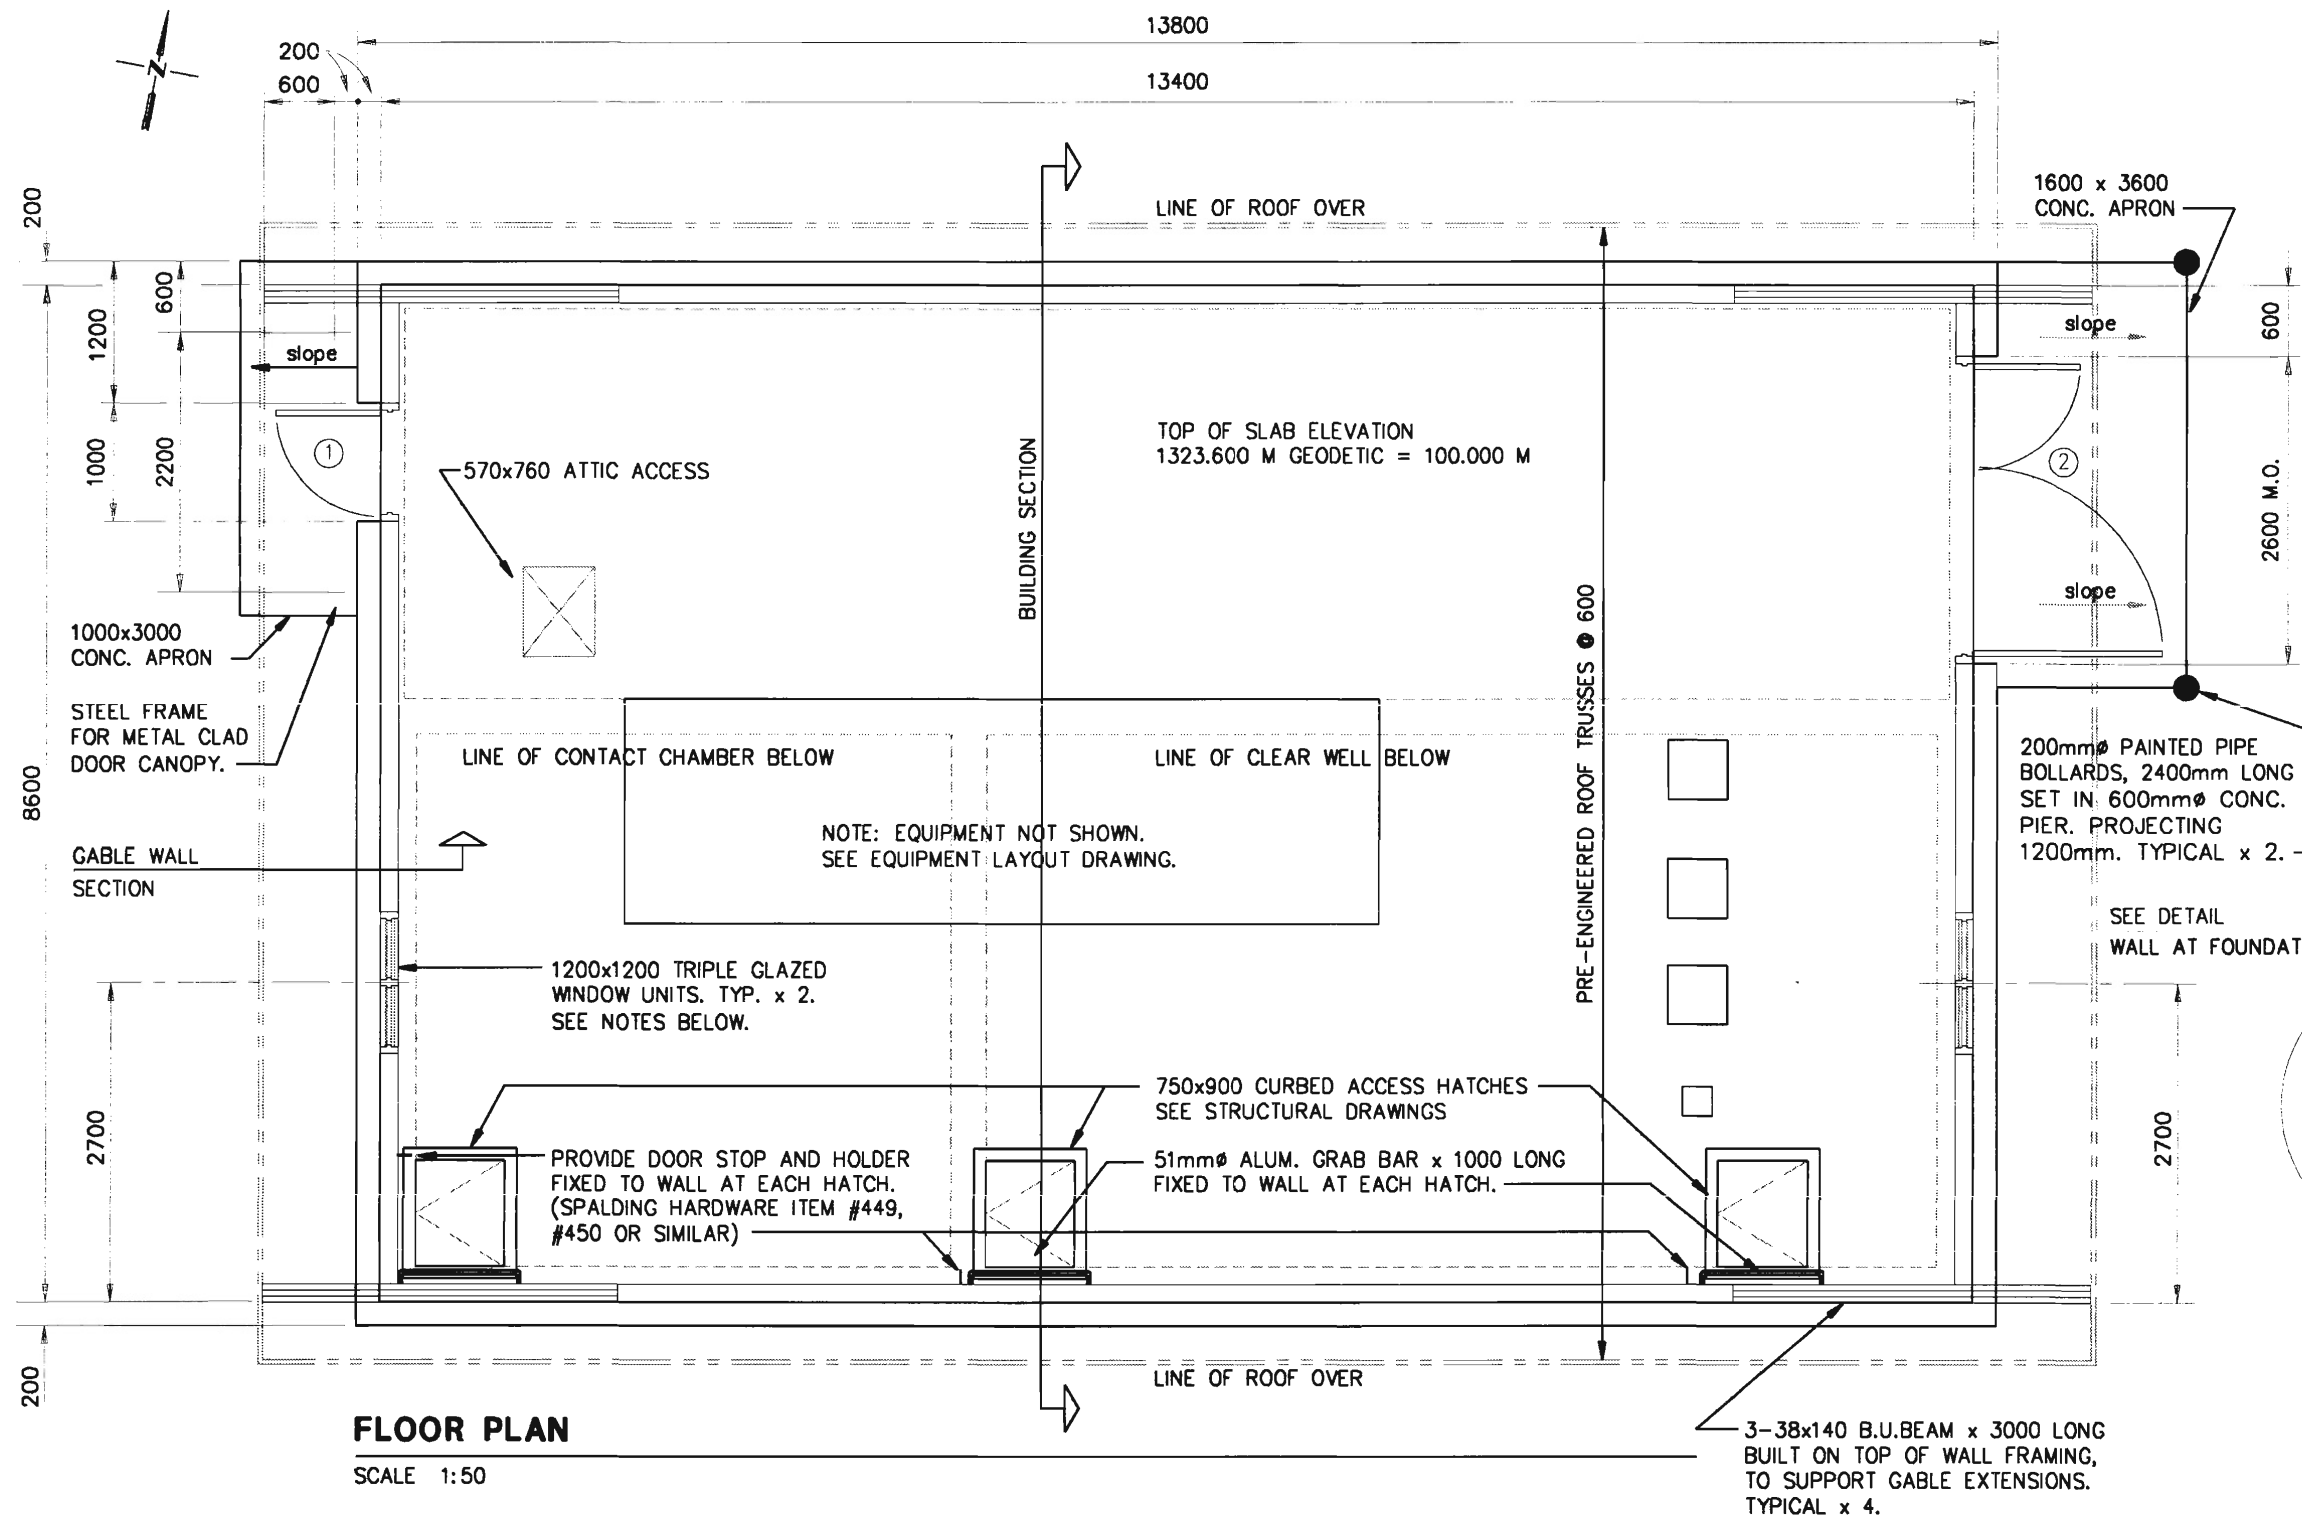 13800
200
600
13400
N
200
1600 x 3600
CONC. APRON
LINE OF ROOF OVER
600
1200
slope
slope
600
1
1000
2200
570x760 ATTIC ACCESS
BUILDING SECTION
TOP OF SLAB ELEVATION
1323.600 M GEODETIC = 100.000 M
2
2600 M.O.
slope
1000x3000
CONC. APRON
STEEL FRAME
FOR METAL CLAD
DOOR CANOPY.
8600
PRE-ENGINEERED ROOF TRUSSES @ 600
LINE OF CONTACT CHAMBER BELOW
LINE OF CLEAR WELL BELOW
200mmø PAINTED PIPE
BOLLARDS, 2400mm LONG
SET IN 600mmø CONC.
PIER. PROJECTING
1200mm. TYPICAL x 2.
NOTE: EQUIPMENT NOT SHOWN.
SEE EQUIPMENT LAYOUT DRAWING.
GABLE WALL
SECTION
SEE DETAIL
WALL AT FOUNDAT
1200x1200 TRIPLE GLAZED
WINDOW UNITS. TYP. x 2.
SEE NOTES BELOW.
2700
750x900 CURBED ACCESS HATCHES
SEE STRUCTURAL DRAWINGS
2700
PROVIDE DOOR STOP AND HOLDER
FIXED TO WALL AT EACH HATCH.
(SPALDING HARDWARE ITEM #449,
#450 OR SIMILAR)
51mmø ALUM. GRAB BAR x 1000 LONG
FIXED TO WALL AT EACH HATCH.
200
LINE OF ROOF OVER
FLOOR PLAN
SCALE 1:50
3-38x140 B.U.BEAM x 3000 LONG
BUILT ON TOP OF WALL FRAMING,
TO SUPPORT GABLE EXTENSIONS.
TYPICAL x 4.